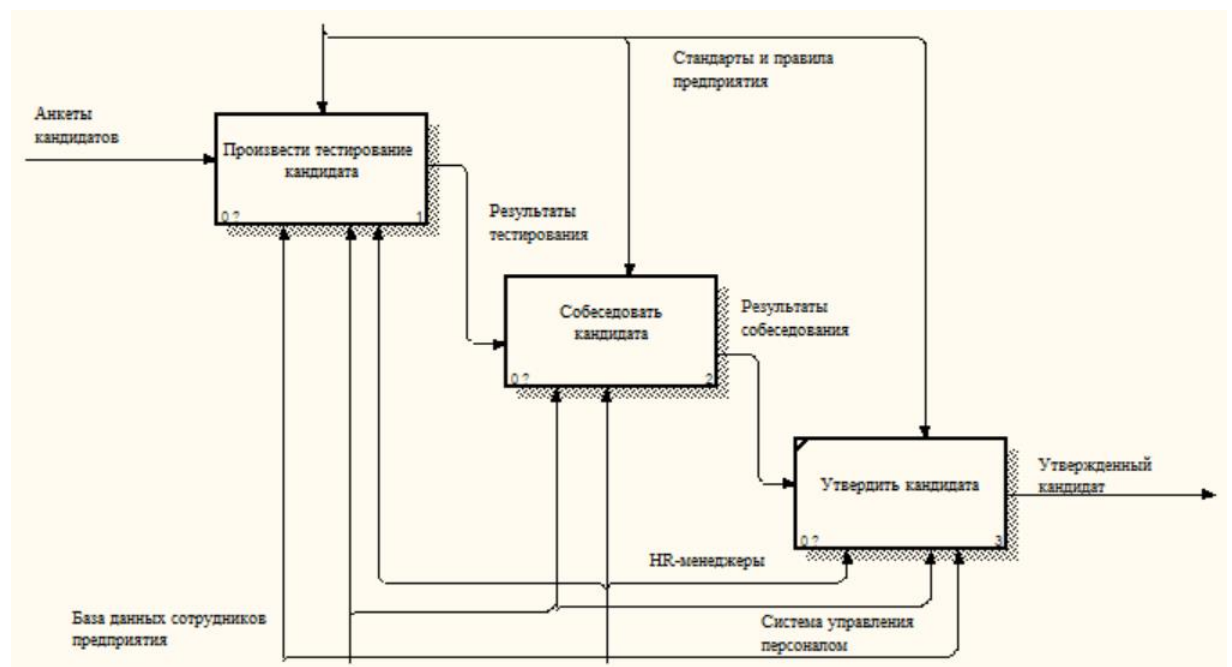 Стандарты и правила
предприятия
Анкеты
кандидатов
Произвести тестирование
кандидата
0 ?
1
Результаты
тестирования
Собеседовать
кандидата
0 ?
2
Результаты
собеседования
Утвердить кандидата
0 ?
3
Утвержденный
кандидат
HR-менеджеры
База данных сотрудников
предприятия
Система управления
персоналом